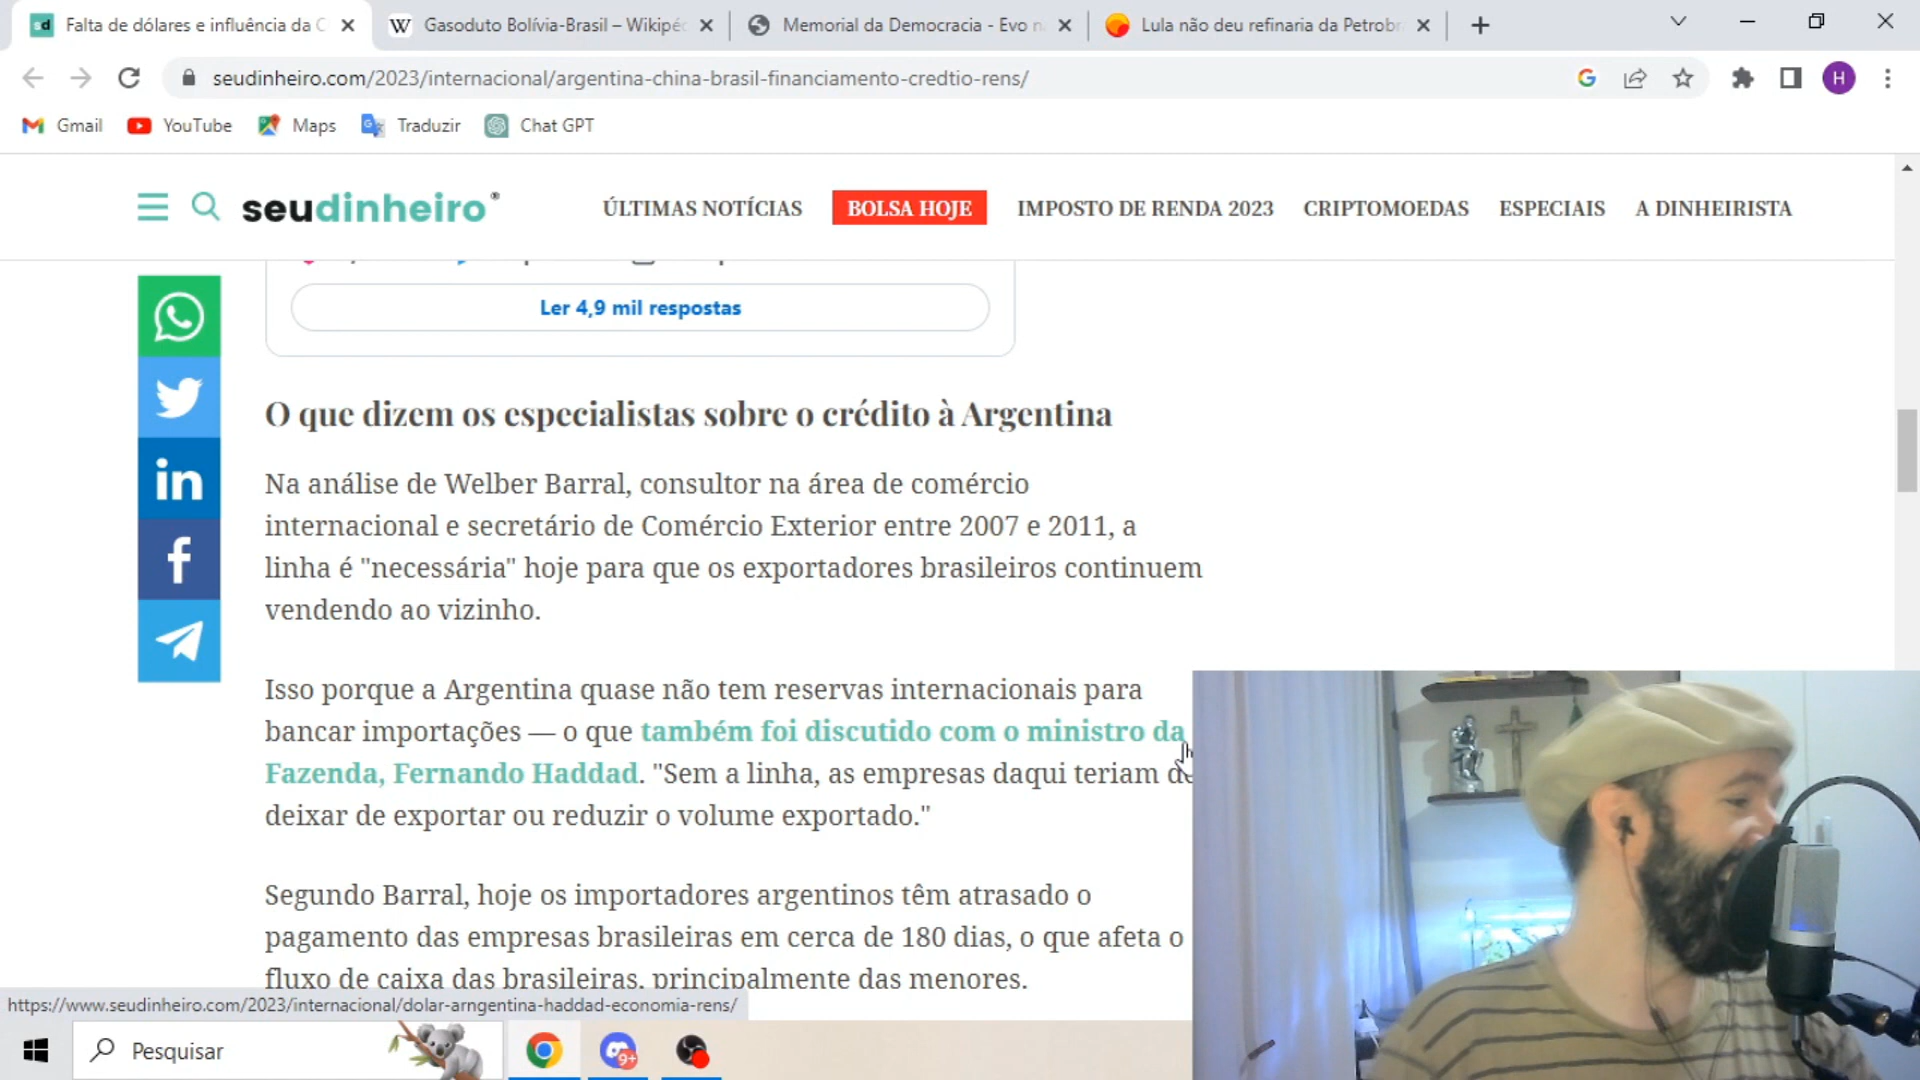 sd Falta de dólares e influência da C
W Gasoduto Bolívia-Brasil – Wikipéd
Memorial da Democracia - Evo n
Lula não deu refinaria da Petrobr
seudinheiro.com/2023/internacional/argentina-china-brasil-financiamento-credtio-rens/
H
Gmail YouTube Maps Traduzir Chat GPT
seudinheiro
ÚLTIMAS NOTÍCIAS BOLSA HOJE IMPOSTO DE RENDA 2023 CRIPTOMOEDAS ESPECIAIS A DINHEIRISTA
Ler 4,9 mil respostas
O que dizem os especialistas sobre o crédito à Argentina
Na análise de Welber Barral, consultor na área de comércio
internacional e secretário de Comércio Exterior entre 2007 e 2011, a
linha é "necessária" hoje para que os exportadores brasileiros continuem
vendendo ao vizinho.
Isso porque a Argentina quase não tem reservas internacionais para
bancar importações — o que também foi discutido com o ministro da
Fazenda, Fernando Haddad. "Sem a linha, as empresas daqui teriam de
deixar de exportar ou reduzir o volume exportado."
Segundo Barral, hoje os importadores argentinos têm atrasado o
pagamento das empresas brasileiras em cerca de 180 dias, o que afeta o
fluxo de caixa das brasileiras, principalmente das menores.
https://www.seudinheiro.com/2023/internacional/dolar-arngentina-haddad-economia-rens/
Pesquisar
9+